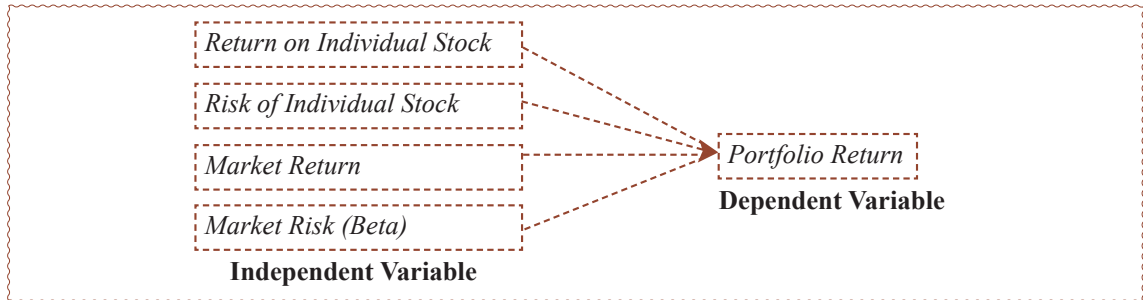 Return on Individual Stock
Risk of Individual Stock
Market Return
Market Risk (Beta)
Independent Variable
Portfolio Return
Dependent Variable